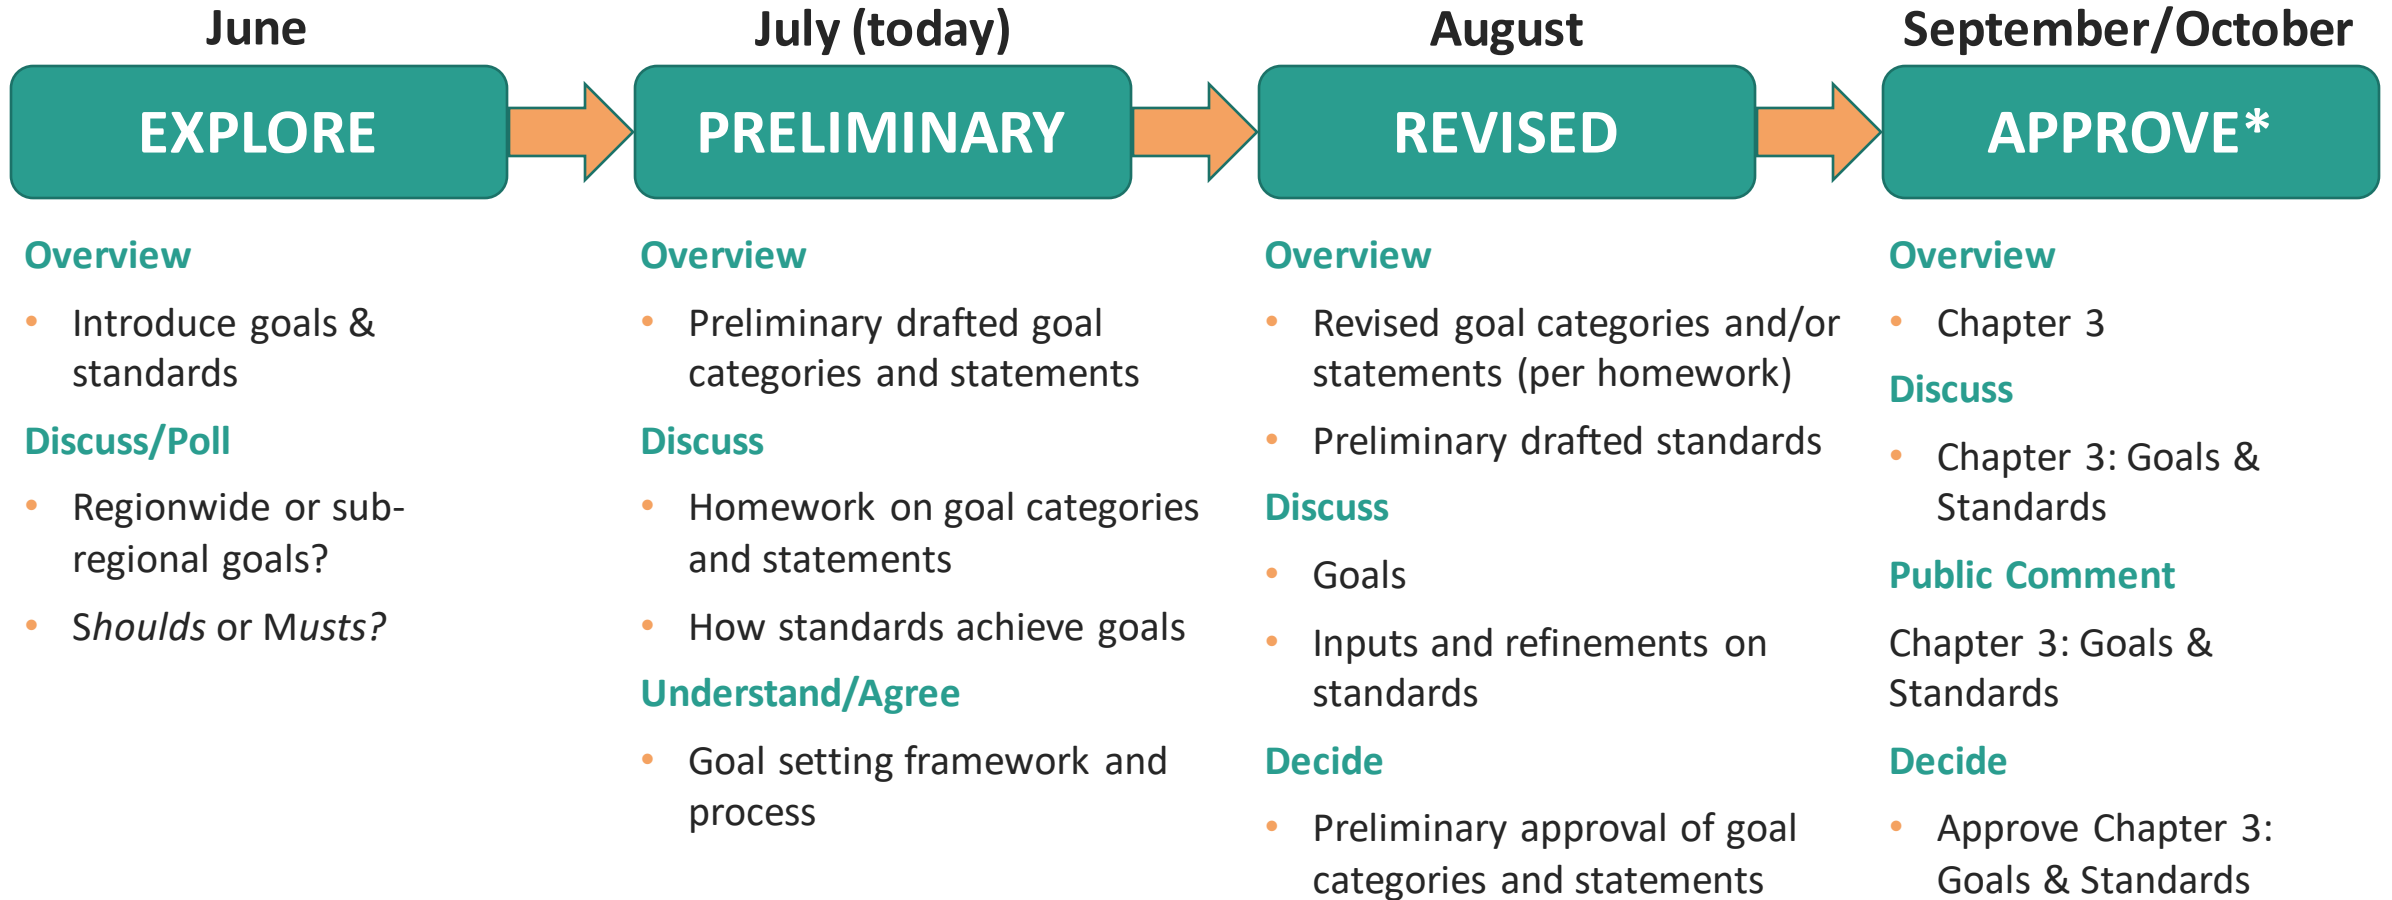 June
EXPLORE
Overview
• Introduce goals &
standards
Discuss/Poll
• Regionwide or sub-
regional goals?
• Shoulds or Musts?
July (today)
PRELIMINARY
Overview
• Preliminary drafted goal
categories and statements
Discuss
• Homework on goal categories
and statements
• How standards achieve goals
Understand/Agree
• Goal setting framework and
process
August
REVISED
Overview
• Revised goal categories and/or
statements (per homework)
• Preliminary drafted standards
Discuss
• Goals
• Inputs and refinements on
standards
Decide
• Preliminary approval of goal
categories and statements
September/October
APPROVE*
Overview
• Chapter 3
Discuss
• Chapter 3: Goals &
Standards
Public Comment
Chapter 3: Goals &
Standards
Decide
• Approve Chapter 3:
Goals & Standards